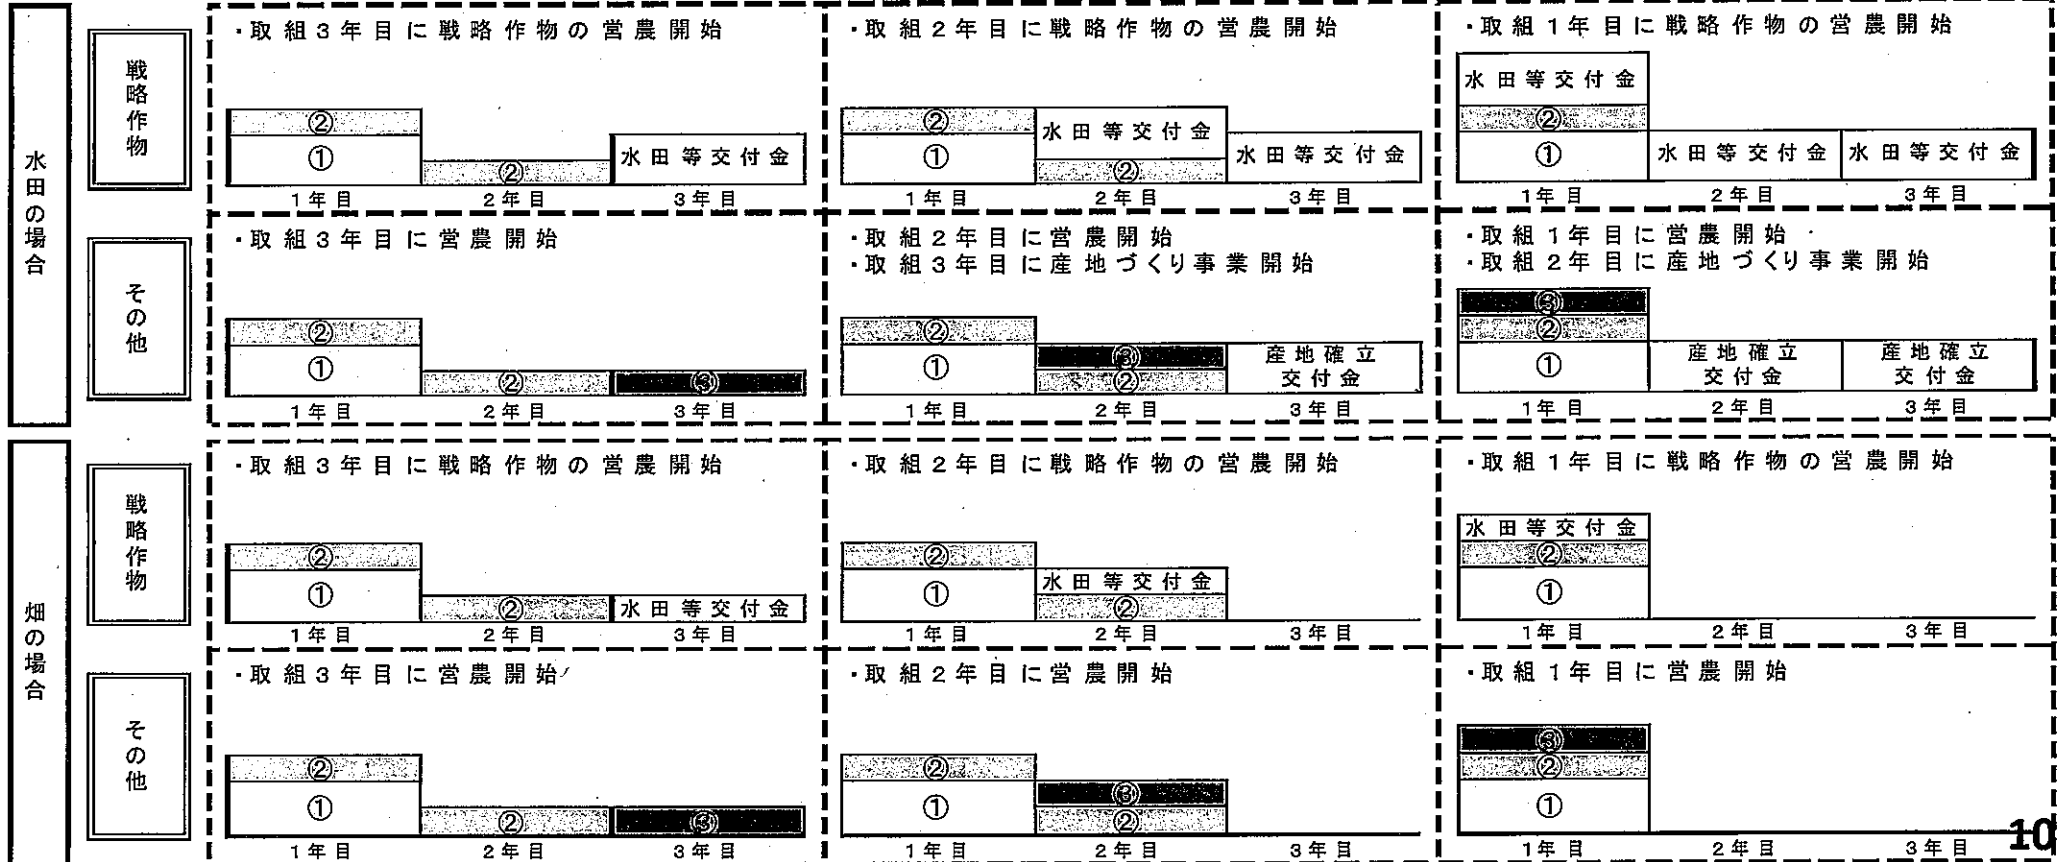 水田の場合
戦略作物
・取組3年目に戦略作物の営農開始
②
①
②
水田等交付金
1年目 2年目 3年目
・取組2年目に戦略作物の営農開始
②
①
水田等交付金
②
水田等交付金
1年目 2年目 3年目
・取組1年目に戦略作物の営農開始
水田等交付金
②
①
水田等交付金
水田等交付金
1年目 2年目 3年目
その他
・取組3年目に営農開始
②
①
②
③
1年目 2年目 3年目
・取組2年目に営農開始
・取組3年目に産地づくり事業開始
②
①
③
②
産地確立
交付金
1年目 2年目 3年目
・取組1年目に営農開始
・取組2年目に産地づくり事業開始
③
②
①
産地確立
交付金
産地確立
交付金
1年目 2年目 3年目
畑の場合
戦略作物
・取組3年目に戦略作物の営農開始
②
①
②
水田等交付金
1年目 2年目 3年目
・取組2年目に戦略作物の営農開始
②
①
水田等交付金
②
1年目 2年目 3年目
・取組1年目に戦略作物の営農開始
水田等交付金
②
①
1年目 2年目 3年目
その他
・取組3年目に営農開始
②
①
②
③
1年目 2年目 3年目
・取組2年目に営農開始
②
①
③
②
1年目 2年目 3年目
・取組1年目に営農開始
③
②
①
1年目 2年目 3年目
10